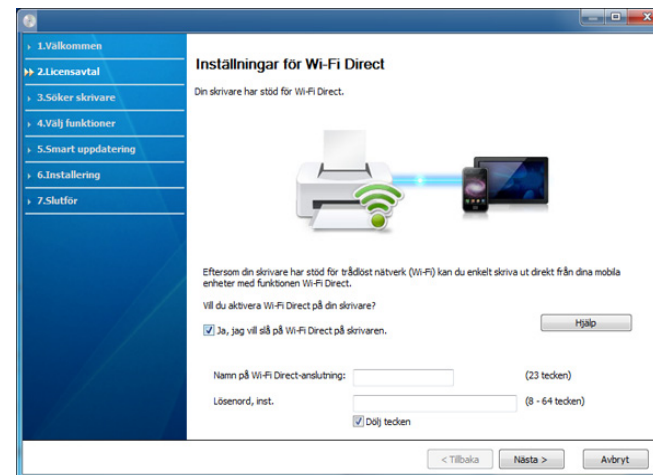 1.Välkommen
2.Licensavtal
3.Söker skrivare
4.Välj funktioner
5.Smart uppdatering
6.Installering
7.Slutför
Inställningar för Wi-Fi Direct
Din skrivare har stöd för Wi-Fi Direct.
Eftersom din skrivare har stöd för trådlöst nätverk (Wi-Fi) kan du enkelt skriva ut direkt från dina mobila
enheter med funktionen Wi-Fi Direct.
Vill du aktivera Wi-Fi Direct på din skrivare?
Ja, jag vill slå på Wi-Fi Direct på skrivaren.
Hjälp
Namn på Wi-Fi Direct-anslutning:
(23 tecken)
Lösenord, inst.
(8 - 64 tecken)
Dölj tecken
< Tillbaka
Nästa >
Avbryt